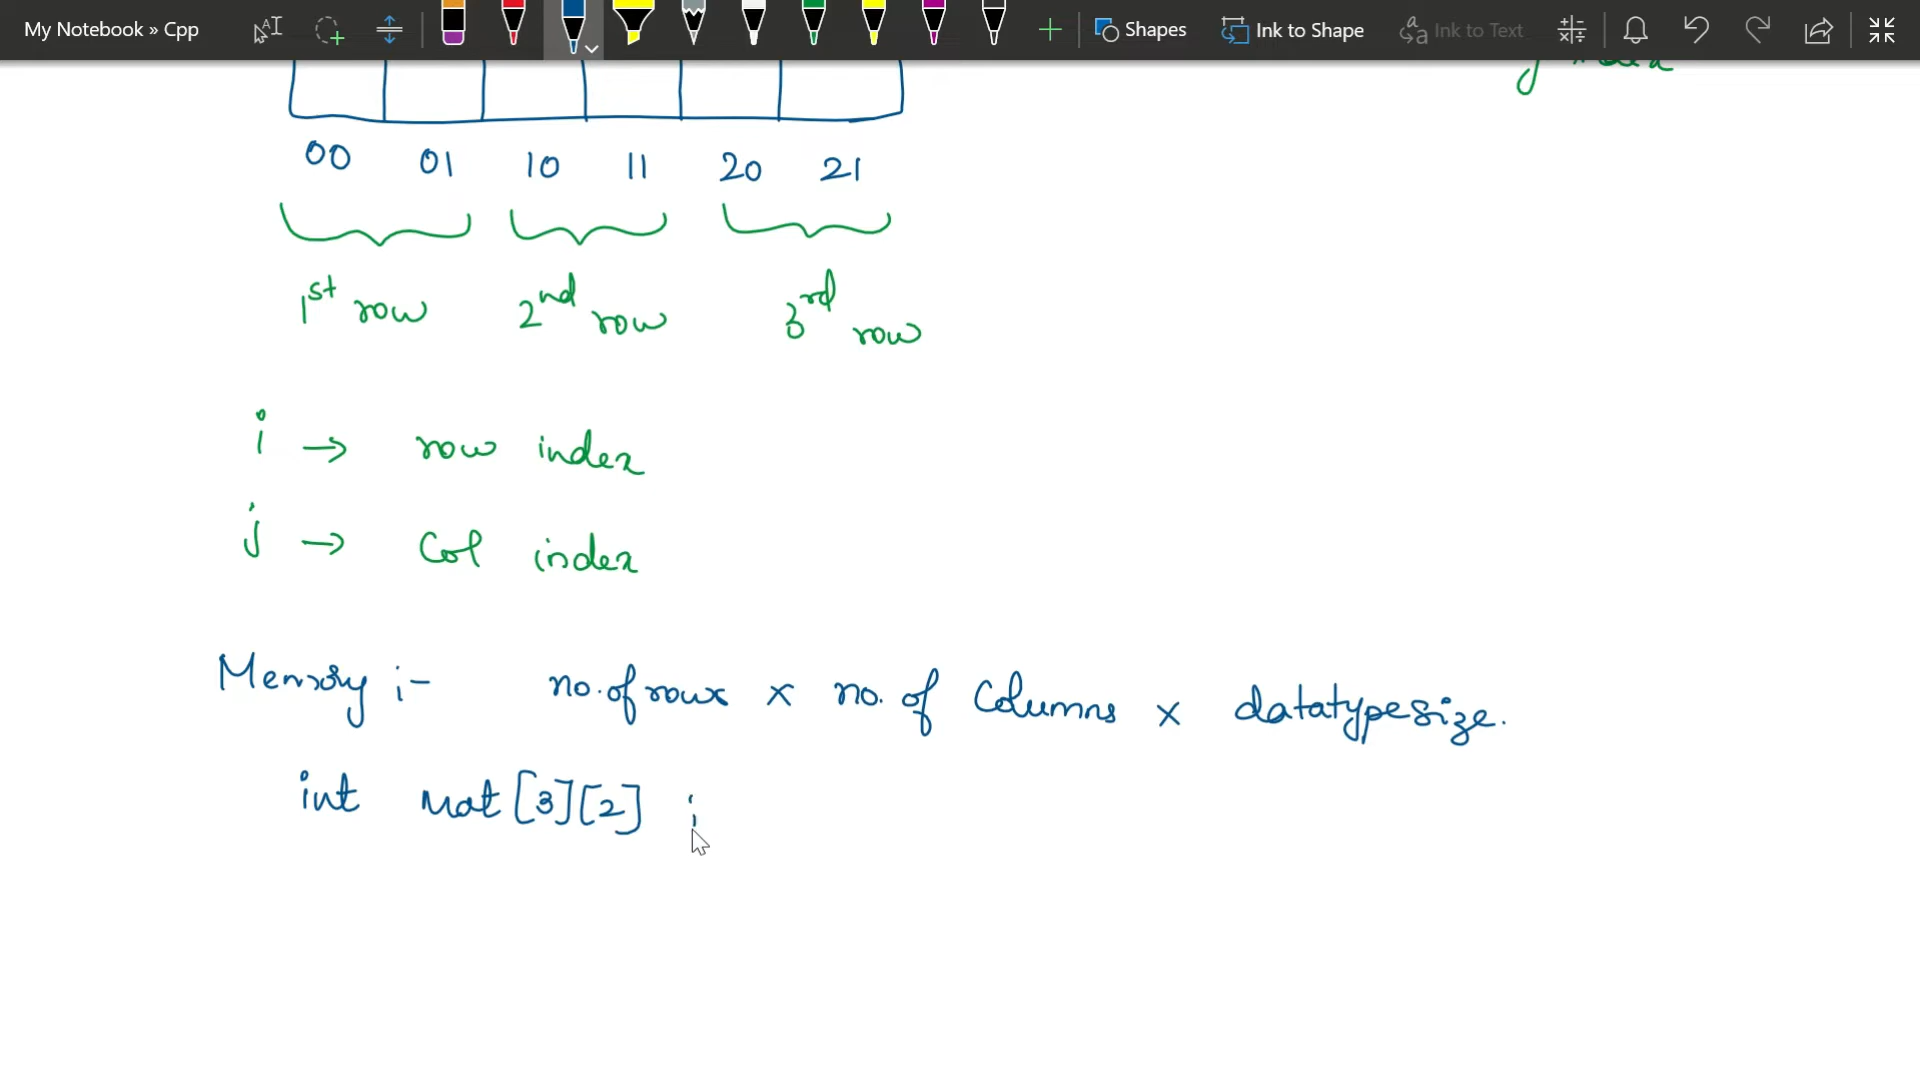 My Notebook » Cpp
Shapes
Ink to Shape
Ink to Text
index
00 01 10 11 20 21
1st row 2nd row 3rd row
i → row index
j → Col index
Memory :- no. of rows x no. of Columns x datatypesize.
int mat[3][2] ;